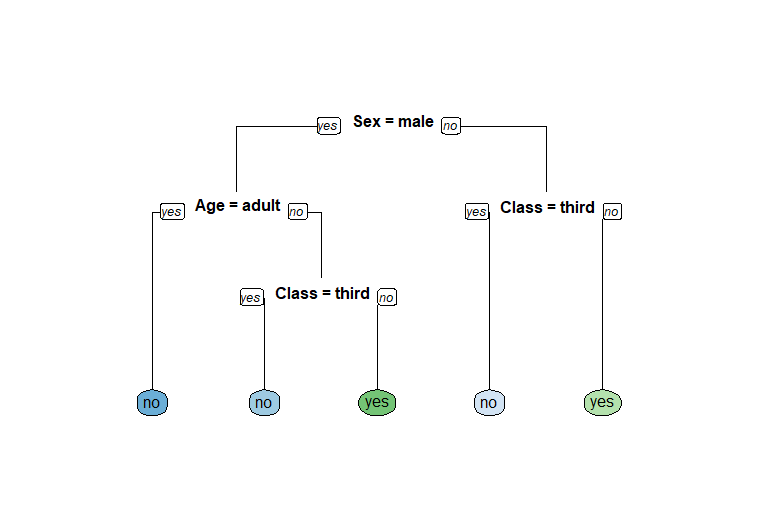 yes Sex = male no
yes Age = adult no
yes Class = third no
yes Class = third no
no
no
yes
no
yes